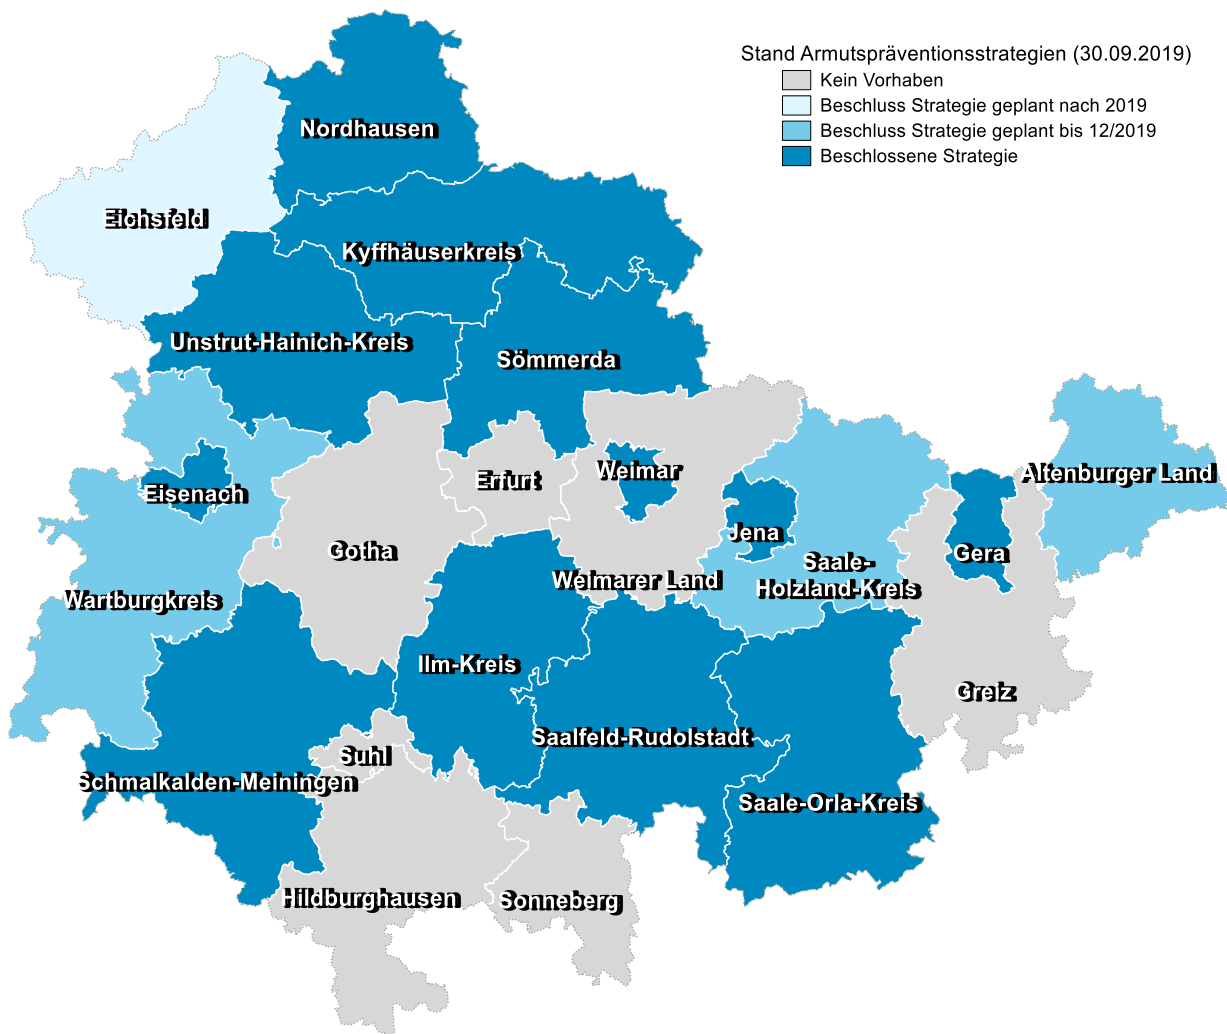 Stand Armutspräventionsstrategien (30.09.2019)
Kein Vorhaben
Beschluss Strategie geplant nach 2019
Beschluss Strategie geplant bis 12/2019
Beschlossene Strategie
Nordhausen
Eichsfeld
Kyffhäuserkreis
Unstrut-Hainich-Kreis
Sömmerda
Weimar
Altenburger Land
Erfurt
Eisenach
Jena
Gotha
Gera
Saale-
Holzland-Kreis
Weimarer Land
Wartburgkreis
Ilm-Kreis
Greiz
Saalfeld-Rudolstadt
Suhl
Schmalkalden-Meiningen
Saale-Orla-Kreis
Hildburghausen
Sonneberg